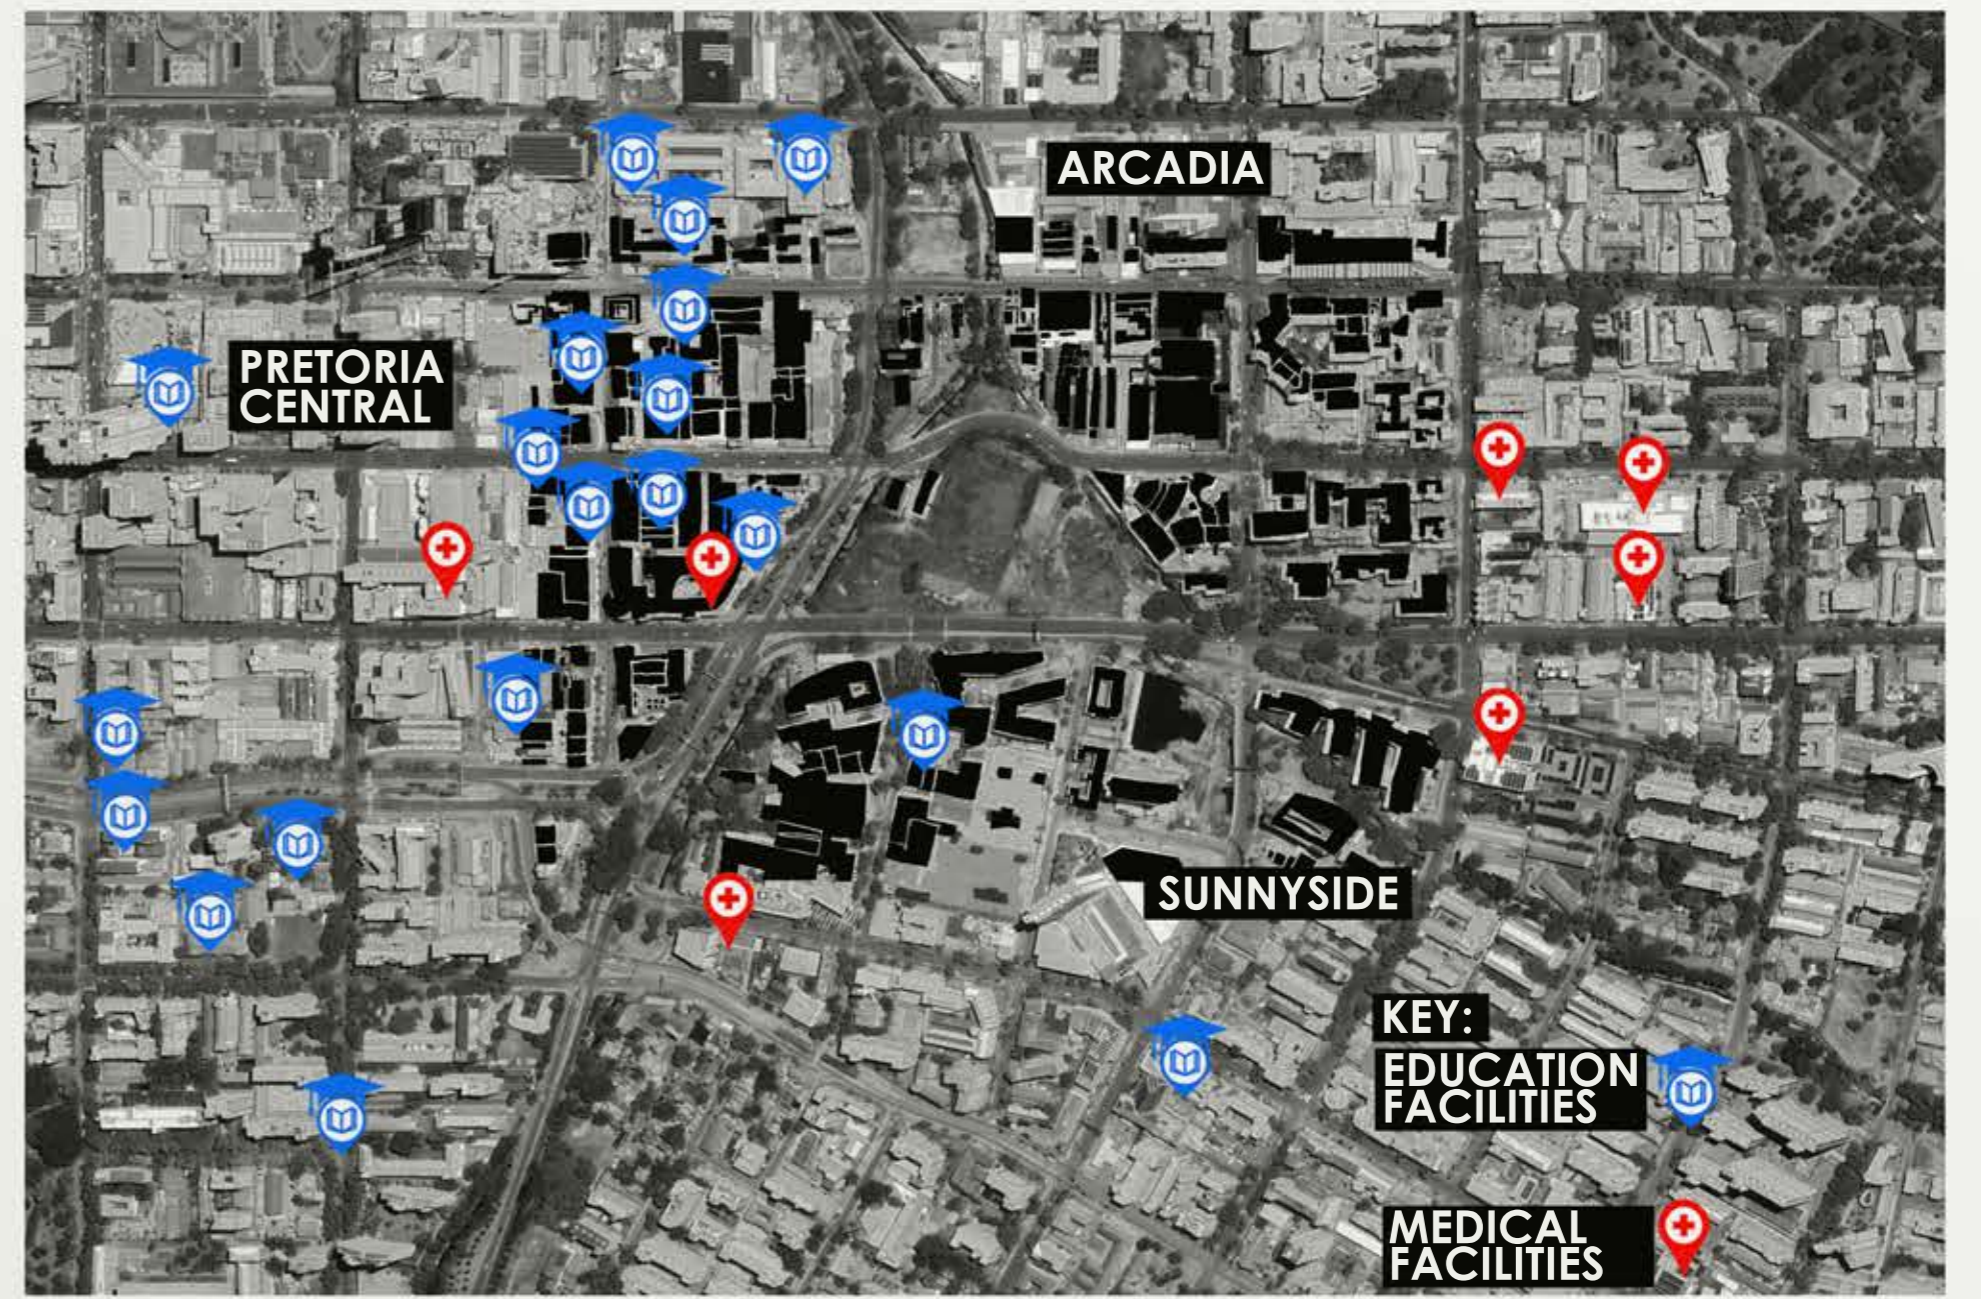 ARCADIA
PRETORIA
CENTRAL
SUNNYSIDE
KEY:
EDUCATION
FACILITIES
MEDICAL
FACILITIES